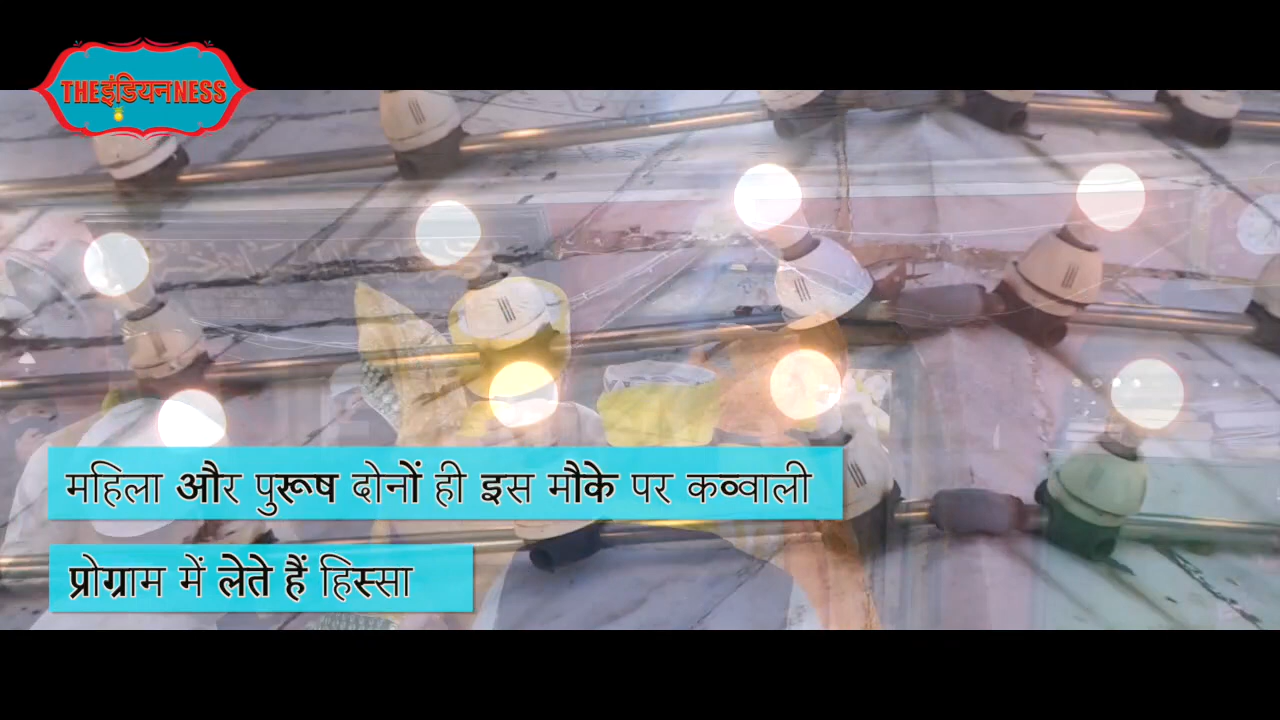 THEइंडियनNESS
महिला और पुरूष दोनों ही इस मौके पर कव्वाली
प्रोग्राम में लेते हैं हिस्सा